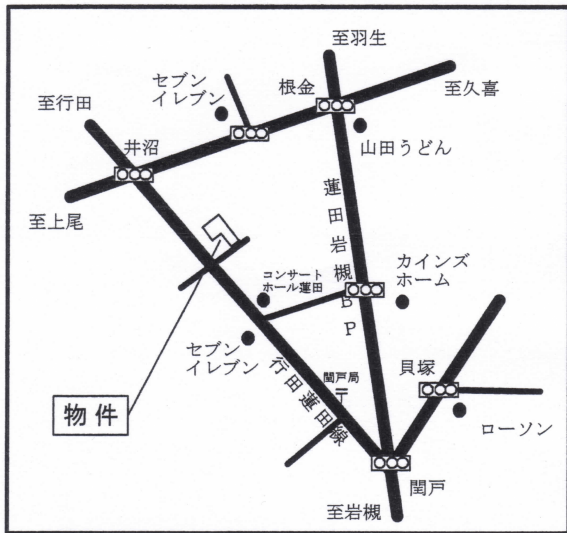 至羽生
セブン
イレブン
根金
至久喜
至行田
井沼
山田うどん
至上尾
蓮田岩槻BP
コンサート
ホール蓮田
カインズ
ホーム
セブン
イレブン
行田蓮田線
閏戸局
〒
貝塚
物件
ローソン
閏戸
至岩槻